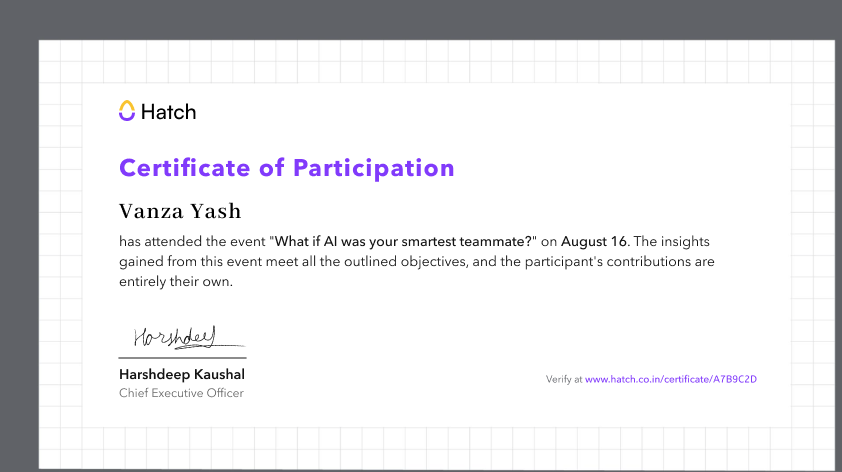 Hatch
Certificate of Participation
Vanza Yash
has attended the event "What if AI was your smartest teammate?" on August 16. The insights
gained from this event meet all the outlined objectives, and the participant's contributions are
entirely their own.
Harshdeep
Harshdeep Kaushal
Chief Executive Officer
Verify at www.hatch.co.in/certificate/A7B9C2D